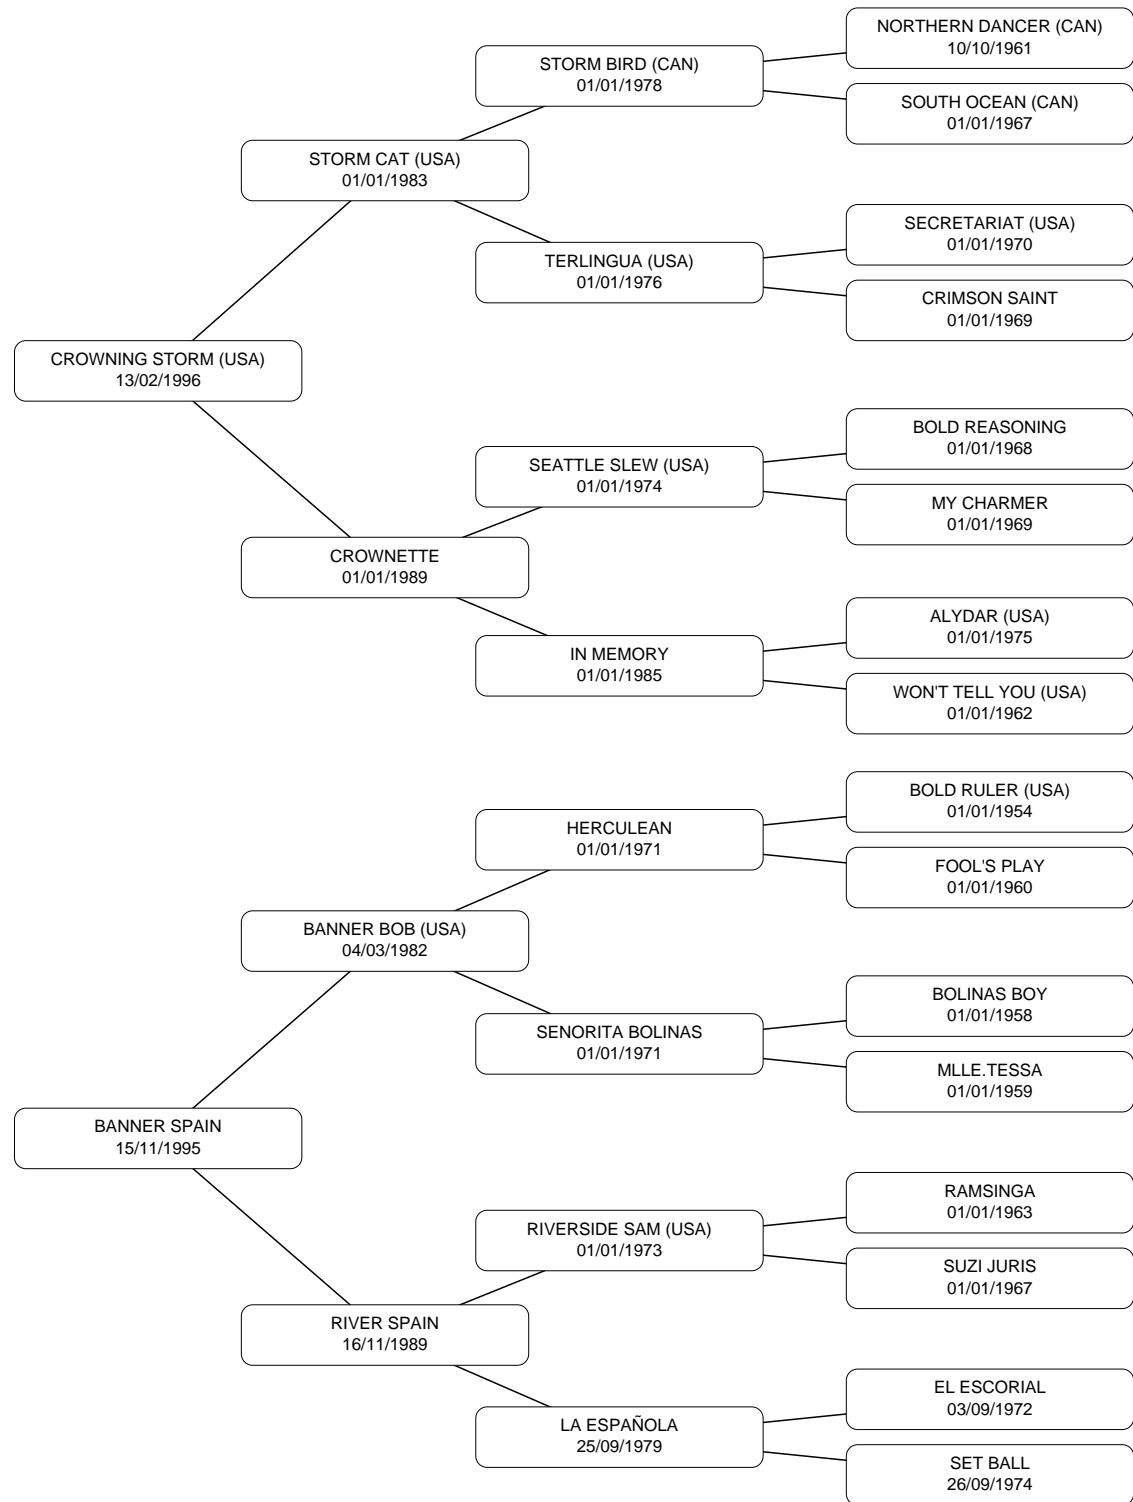 NORTHERN DANCER (CAN)
10/10/1961
STORM BIRD (CAN)
01/01/1978
SOUTH OCEAN (CAN)
01/01/1967
STORM CAT (USA)
01/01/1983
SECRETARIAT (USA)
01/01/1970
TERLINGUA (USA)
01/01/1976
CRIMSON SAINT
01/01/1969
CROWNING STORM (USA)
13/02/1996
BOLD REASONING
01/01/1968
SEATTLE SLEW (USA)
01/01/1974
MY CHARMER
01/01/1969
CROWNETTE
01/01/1989
ALYDAR (USA)
01/01/1975
IN MEMORY
01/01/1985
WON'T TELL YOU (USA)
01/01/1962
BOLD RULER (USA)
01/01/1954
HERCULEAN
01/01/1971
FOOL'S PLAY
01/01/1960
BANNER BOB (USA)
04/03/1982
BOLINAS BOY
01/01/1958
SENORITA BOLINAS
01/01/1971
MLLE.TESSA
01/01/1959
BANNER SPAIN
15/11/1995
RAMSINGA
01/01/1963
RIVERSIDE SAM (USA)
01/01/1973
SUZI JURIS
01/01/1967
RIVER SPAIN
16/11/1989
EL ESCORIAL
03/09/1972
LA ESPAÑOLA
25/09/1979
SET BALL
26/09/1974